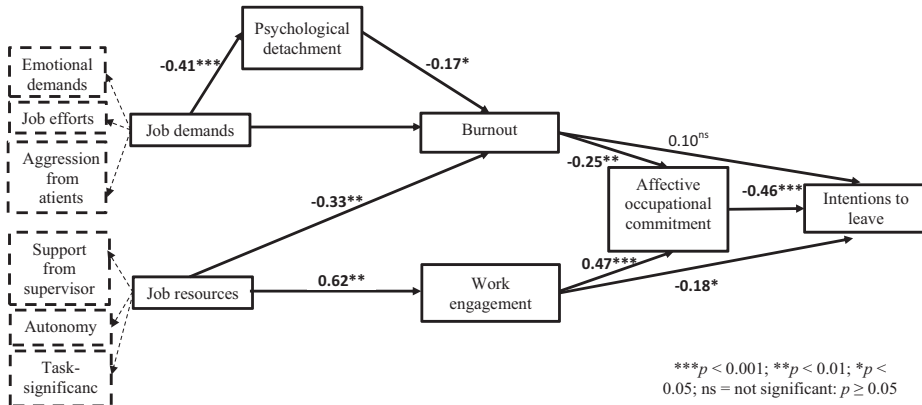 Psychological
detachment
-0.41***
-0.17*
Emotional
demands
Job efforts
Aggression
from
atients
Job demands
Burnout
0.10ns
-0.25**
Affective
occupational
commitment
-0.46***
Intentions to
leave
-0.33**
Support
from
supervisor
Autonomy
Task-
significanc
Job resources
0.62**
Work
engagement
0.47***
-0.18*
***p < 0.001; **p < 0.01; *p <
0.05; ns = not significant: p ≥ 0.05